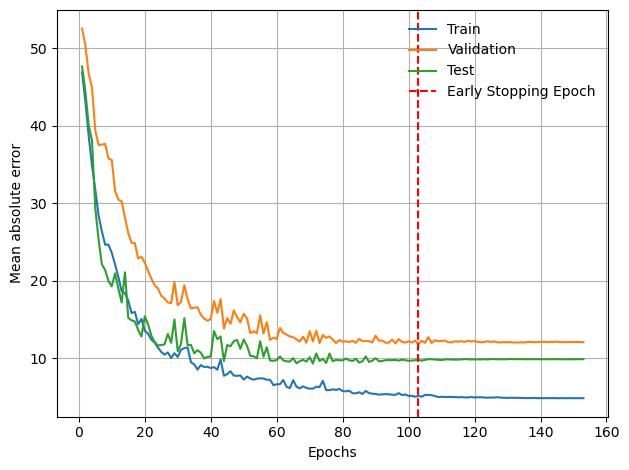 Train
Validation
Test
Early Stopping Epoch
Mean absolute error
50
40
30
20
10
0 20 40 60 80 100 120 140 160
Epochs